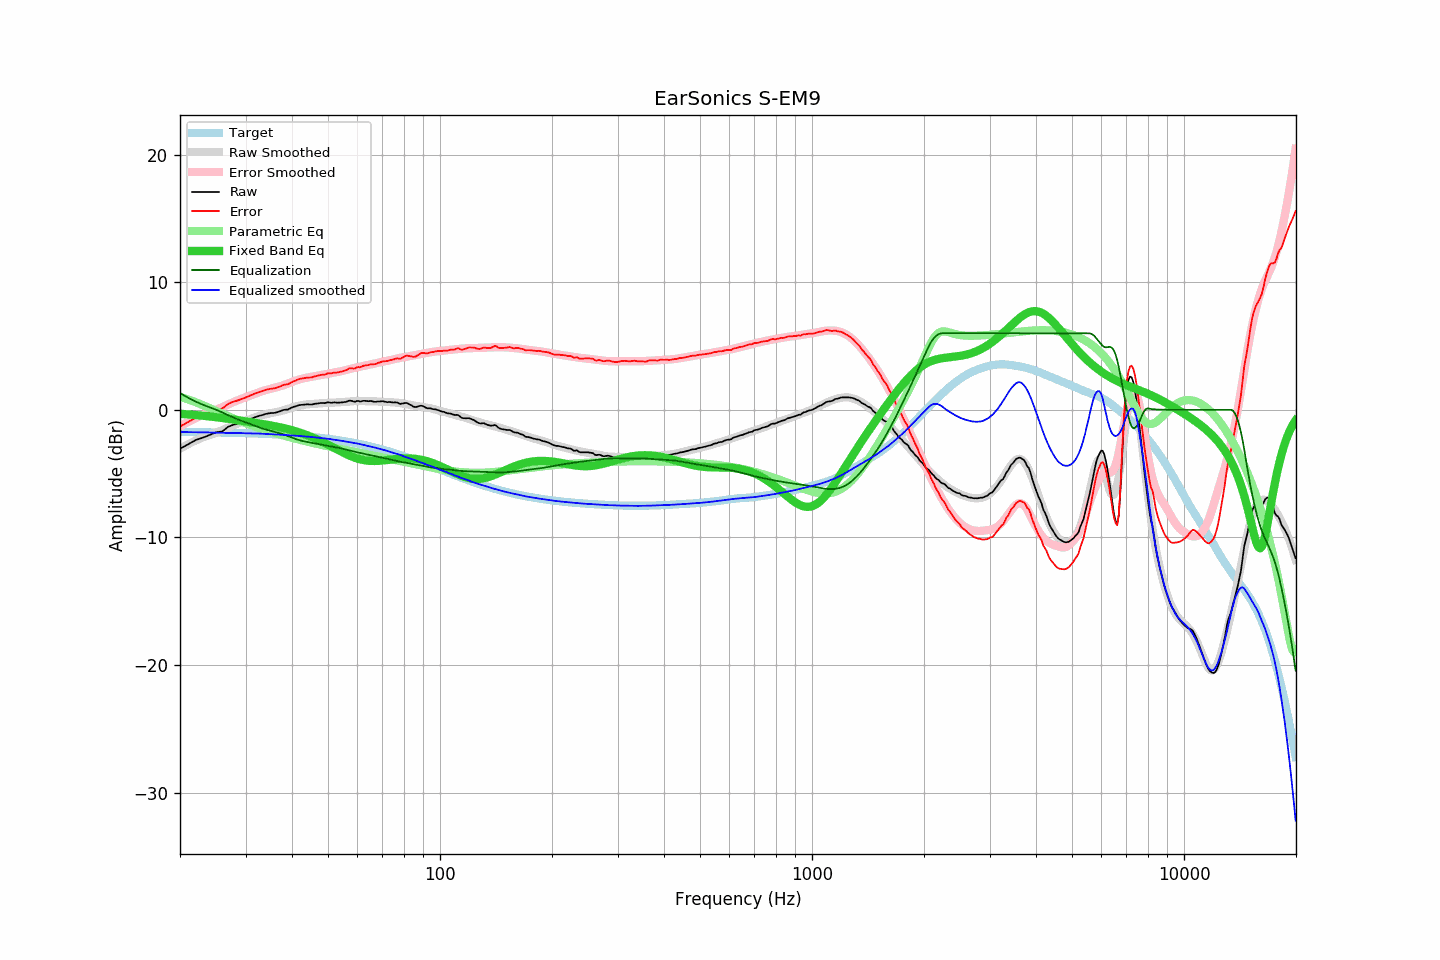 EarSonics S-EM9
Target
Raw Smoothed
Error Smoothed
Raw
Error
Parametric Eq
Fixed Band Eq
Equalization
Equalized smoothed
20
10
0
−10
−20
−30
Amplitude (dBr)
100
1000
10000
Frequency (Hz)